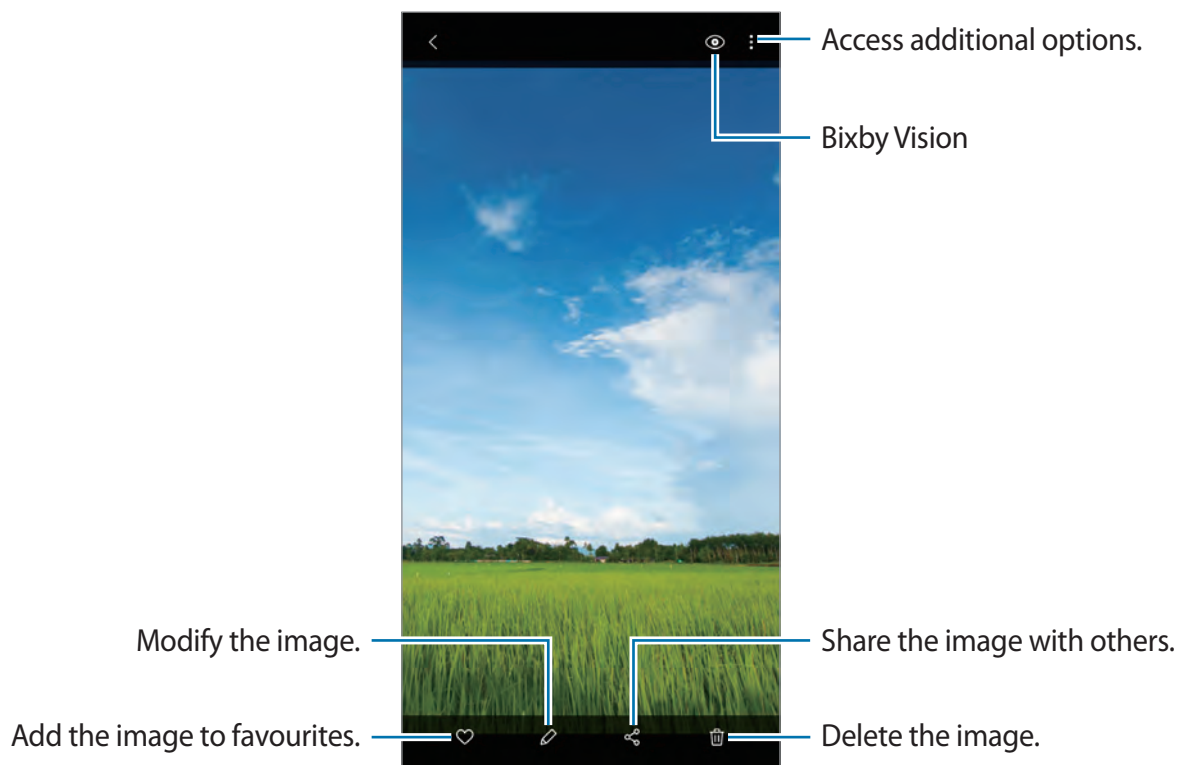 Access additional options.
Bixby Vision
Modify the image.
Share the image with others.
Add the image to favourites.
Delete the image.